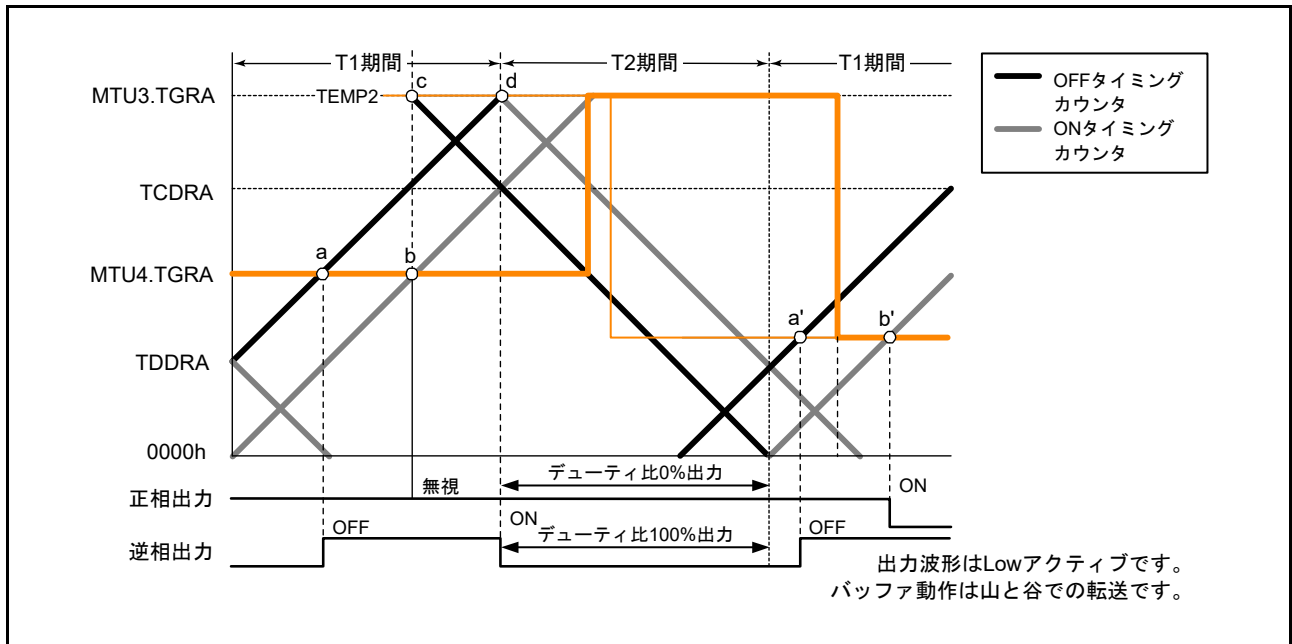 T1期間
T2期間
T1期間
c
d
MTU3.TGRA
TEMP2
OFFタイミング
カウンタ
ONタイミング
カウンタ
TCDRA
a
b
MTU4.TGRA
a'
b'
TDDRA
0000h
デューティ比0%出力
無視
ON
正相出力
OFF
ON
デューティ比100%出力
OFF
逆相出力
出力波形はLowアクティブです。
バッファ動作は山と谷での転送です。